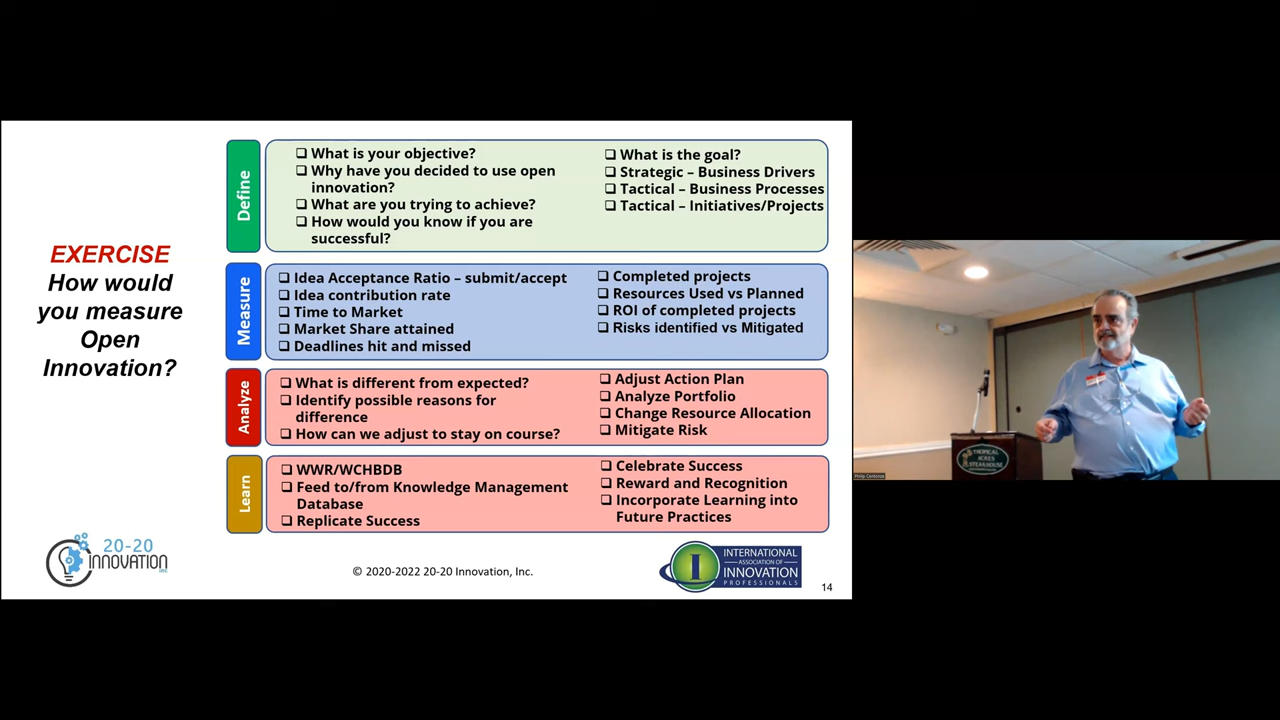 EXERCISE
How would
you measure
Open
Innovation?
Define
❑ What is your objective?
❑ Why have you decided to use open
innovation?
❑ What are you trying to achieve?
❑ How would you know if you are
successful?
❑ What is the goal?
❑ Strategic – Business Drivers
❑ Tactical – Business Processes
❑ Tactical – Initiatives/Projects
Measure
❑ Idea Acceptance Ratio – submit/accept
❑ Idea contribution rate
❑ Time to Market
❑ Market Share attained
❑ Deadlines hit and missed
❑ Completed projects
❑ Resources Used vs Planned
❑ ROI of completed projects
❑ Risks identified vs Mitigated
Analyze
❑ What is different from expected?
❑ Identify possible reasons for
difference
❑ How can we adjust to stay on course?
❑ Adjust Action Plan
❑ Analyze Portfolio
❑ Change Resource Allocation
❑ Mitigate Risk
Learn
❑ WWR/WCHBDB
❑ Feed to/from Knowledge Management
Database
❑ Replicate Success
❑ Celebrate Success
❑ Reward and Recognition
❑ Incorporate Learning into
Future Practices
20-20
INNOVATION
INC
© 2020-2022 20-20 Innovation, Inc.
I
INTERNATIONAL
ASSOCIATION OF
INNOVATION
PROFESSIONALS
14
TROPICAL
ACRES
STEAKHOUSE